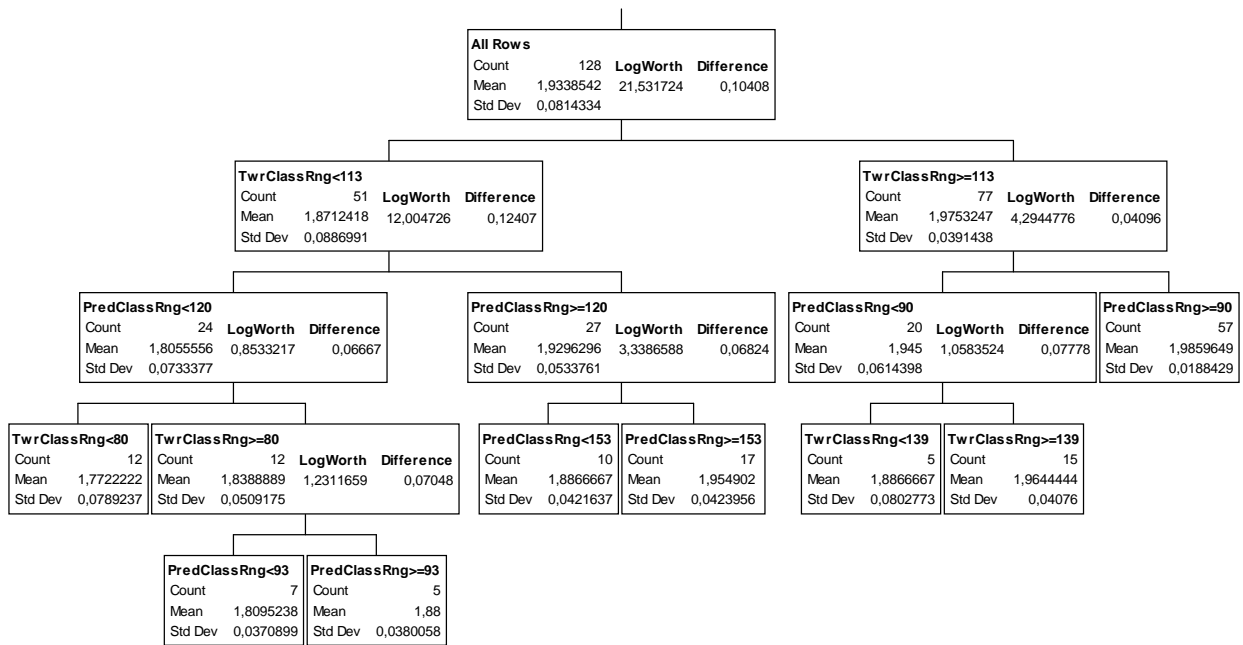 All Rows
Count 128 LogWorth Difference
Mean 1,9338542 21,531724 0,10408
Std Dev 0,0814334
TwrClassRng<113
Count 51 LogWorth Difference
Mean 1,8712418 12,004726 0,12407
Std Dev 0,0886991
TwrClassRng>=113
Count 77 LogWorth Difference
Mean 1,9753247 4,2944776 0,04096
Std Dev 0,0391438
PredClassRng<120
Count 24 LogWorth Difference
Mean 1,8055556 0,8533217 0,06667
Std Dev 0,0733377
PredClassRng>=120
Count 27 LogWorth Difference
Mean 1,9296296 3,3386588 0,06824
Std Dev 0,0533761
PredClassRng<90
Count 20 LogWorth Difference
Mean 1,945 1,0583524 0,07778
Std Dev 0,0614398
PredClassRng>=90
Count 57
Mean 1,9859649
Std Dev 0,0188429
TwrClassRng<80
Count 12
Mean 1,7722222
Std Dev 0,0789237
TwrClassRng>=80
Count 12 LogWorth Difference
Mean 1,8388889 1,2311659 0,07048
Std Dev 0,0509175
PredClassRng<153
Count 10
Mean 1,8866667
Std Dev 0,0421637
PredClassRng>=153
Count 17
Mean 1,954902
Std Dev 0,0423956
TwrClassRng<139
Count 5
Mean 1,8866667
Std Dev 0,0802773
TwrClassRng>=139
Count 15
Mean 1,9644444
Std Dev 0,04076
PredClassRng<93
Count 7
Mean 1,8095238
Std Dev 0,0370899
PredClassRng>=93
Count 5
Mean 1,88
Std Dev 0,0380058